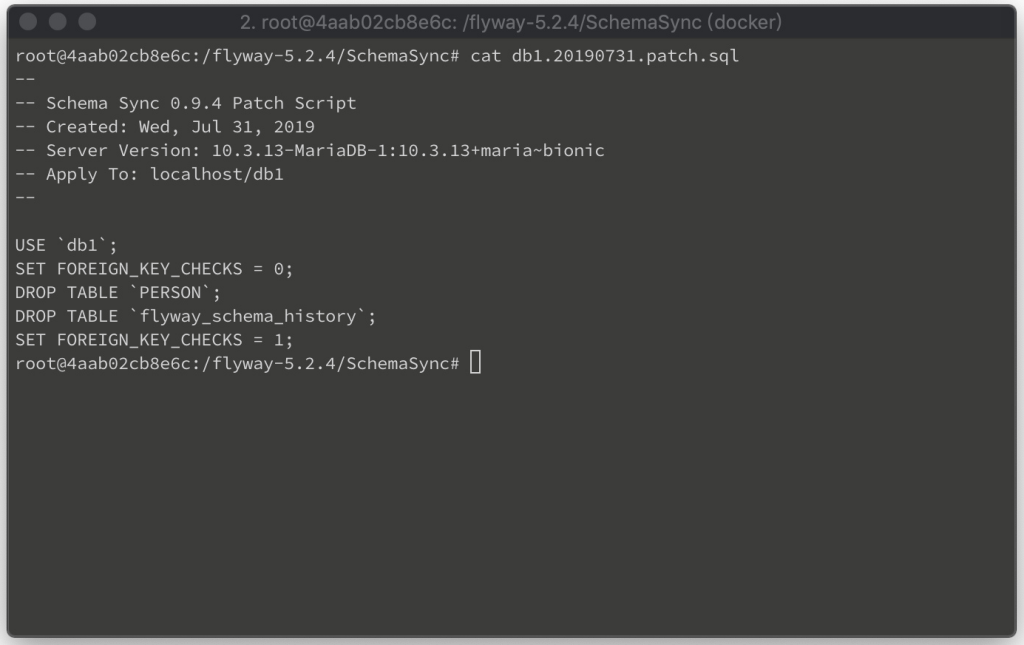 2. root@4aab02cb8e6c: /flyway-5.2.4/SchemaSync (docker)
root@4aab02cb8e6c:/flyway-5.2.4/SchemaSync# cat db1.20190731.patch.sql
--
-- Schema Sync 0.9.4 Patch Script
-- Created: Wed, Jul 31, 2019
-- Server Version: 10.3.13-MariaDB-1:10.3.13+maria~bionic
-- Apply To: localhost/db1
--
USE `db1`;
SET FOREIGN_KEY_CHECKS = 0;
DROP TABLE `PERSON`;
DROP TABLE `flyway_schema_history`;
SET FOREIGN_KEY_CHECKS = 1;
root@4aab02cb8e6c:/flyway-5.2.4/SchemaSync#